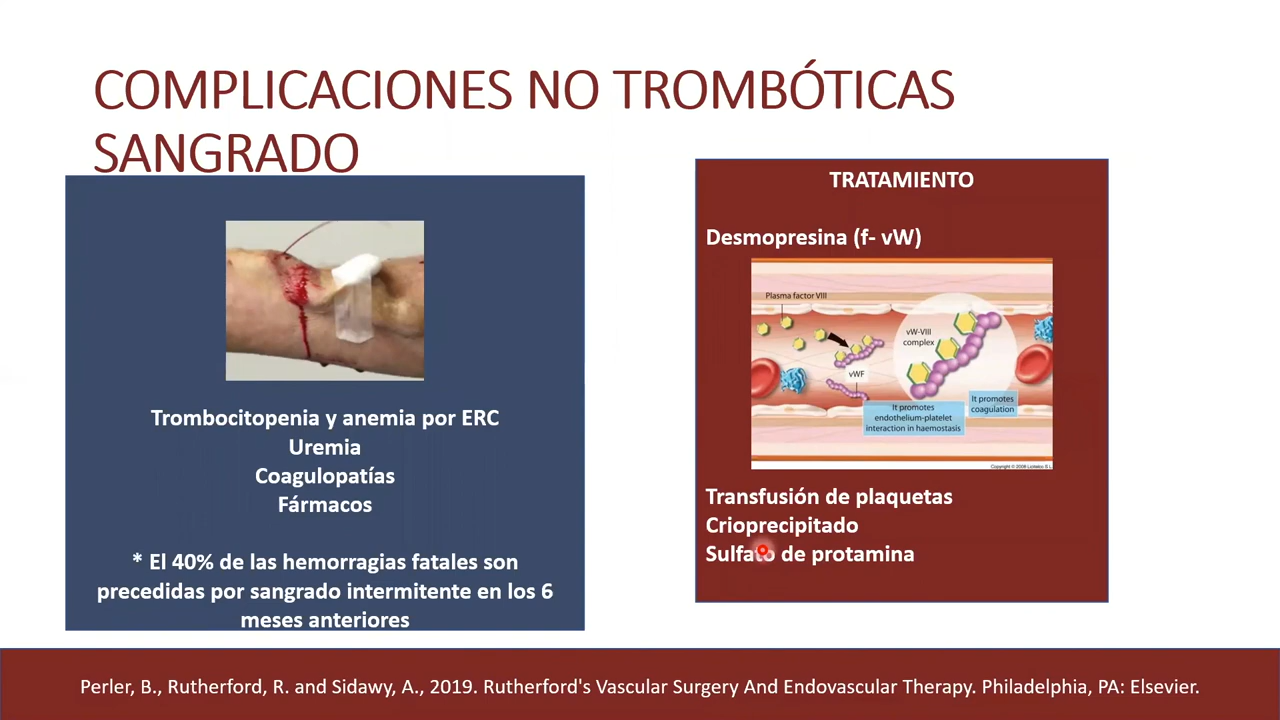 COMPLICACIONES NO TROMBÓTICAS
SANGRADO
Trombocitopenia y anemia por ERC
Uremia
Coagulopatías
Fármacos
* El 40% de las hemorragias fatales son
precedidas por sangrado intermitente en los 6
meses anteriores
TRATAMIENTO
Desmopresina (f- vW)
Plasma factor VIII
vW-VIII
complex
vWF
It promotes
endothelium-platelet
interaction in haemostasis
It promotes
coagulation
Transfusión de plaquetas
Crioprecipitado
Sulfato de protamina
Perler, B., Rutherford, R. and Sidawy, A., 2019. Rutherford's Vascular Surgery And Endovascular Therapy. Philadelphia, PA: Elsevier.